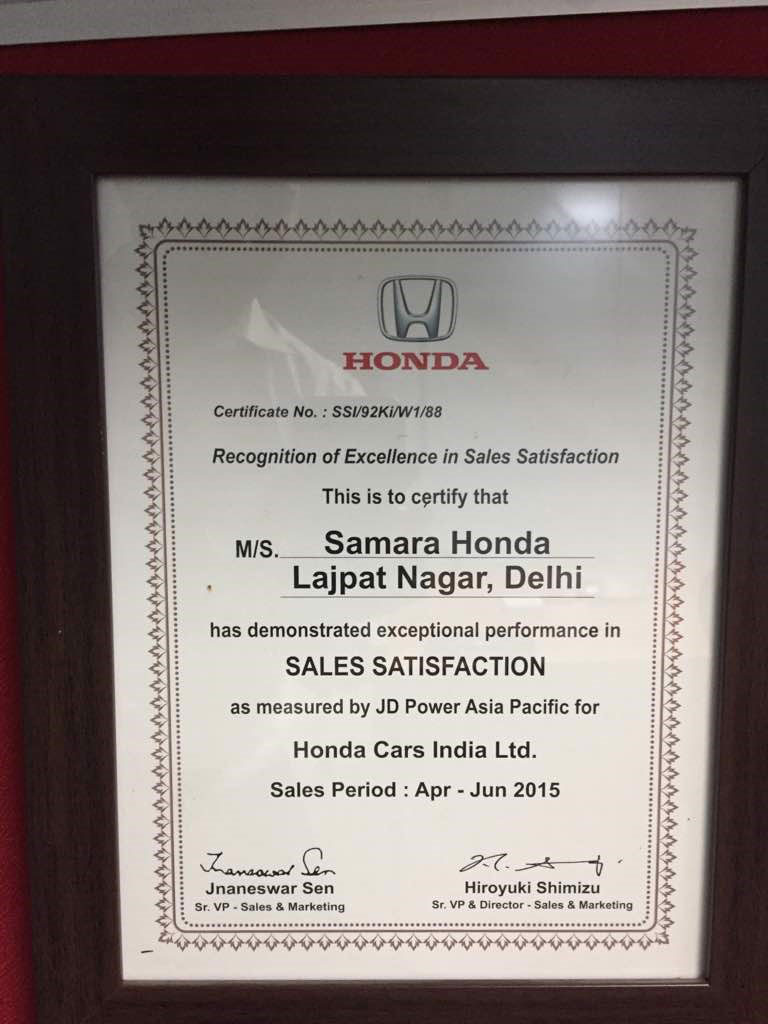 HONDA
Certificate No. : SSI/92Ki/W1/88
Recognition of Excellence in Sales Satisfaction
This is to certify that
M/S. Samara Honda
Lajpat Nagar, Delhi
has demonstrated exceptional performance in
SALES SATISFACTION
as measured by JD Power Asia Pacific for
Honda Cars India Ltd.
Sales Period : Apr - Jun 2015
Jnaneswar Sen
Jnaneswar Sen
Sr. VP - Sales & Marketing
Hiroyuki Shimizu
Sr. VP & Director - Sales & Marketing